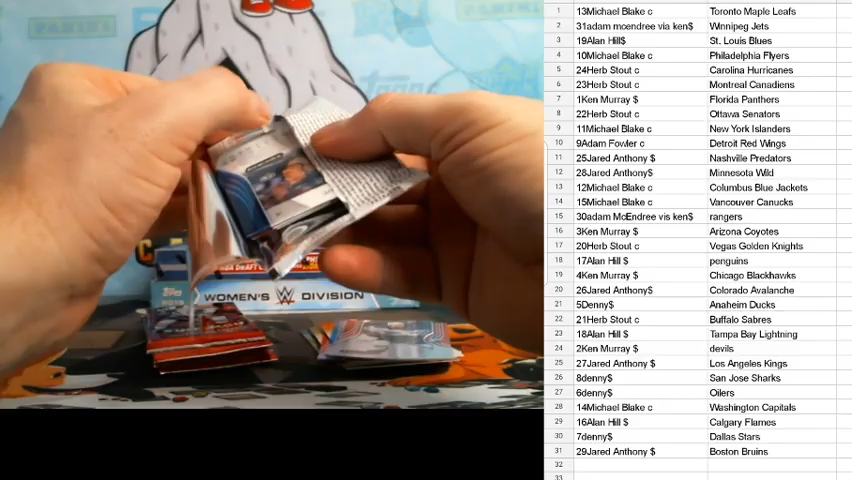 PANINI
topps
WOMEN'S W DIVISION
topps
1 13Michael Blake c Toronto Maple Leafs
2 31adam mcendree via ken$ Winnipeg Jets
3 19Alan Hill$ St. Louis Blues
4 10Michael Blake c Philadelphia Flyers
5 24Herb Stout c Carolina Hurricanes
6 23Herb Stout c Montreal Canadiens
7 1Ken Murray $ Florida Panthers
8 22Herb Stout c Ottawa Senators
9 11Michael Blake c New York Islanders
10 9Adam Fowler c Detroit Red Wings
11 25Jared Anthony $ Nashville Predators
12 28Jared Anthony$ Minnesota Wild
13 12Michael Blake c Columbus Blue Jackets
14 15Michael Blake c Vancouver Canucks
15 30adam McEndree vis ken$ rangers
16 3Ken Murray $ Arizona Coyotes
17 20Herb Stout c Vegas Golden Knights
18 17Alan Hill $ penguins
19 4Ken Murray $ Chicago Blackhawks
20 26Jared Anthony$ Colorado Avalanche
21 5Denny$ Anaheim Ducks
22 21Herb Stout c Buffalo Sabres
23 18Alan Hill $ Tampa Bay Lightning
24 2Ken Murray $ devils
25 27Jared Anthony $ Los Angeles Kings
26 8denny$ San Jose Sharks
27 6denny$ Oilers
28 14Michael Blake c Washington Capitals
29 16Alan Hill $ Calgary Flames
30 7denny$ Dallas Stars
31 29Jared Anthony $ Boston Bruins
32
33